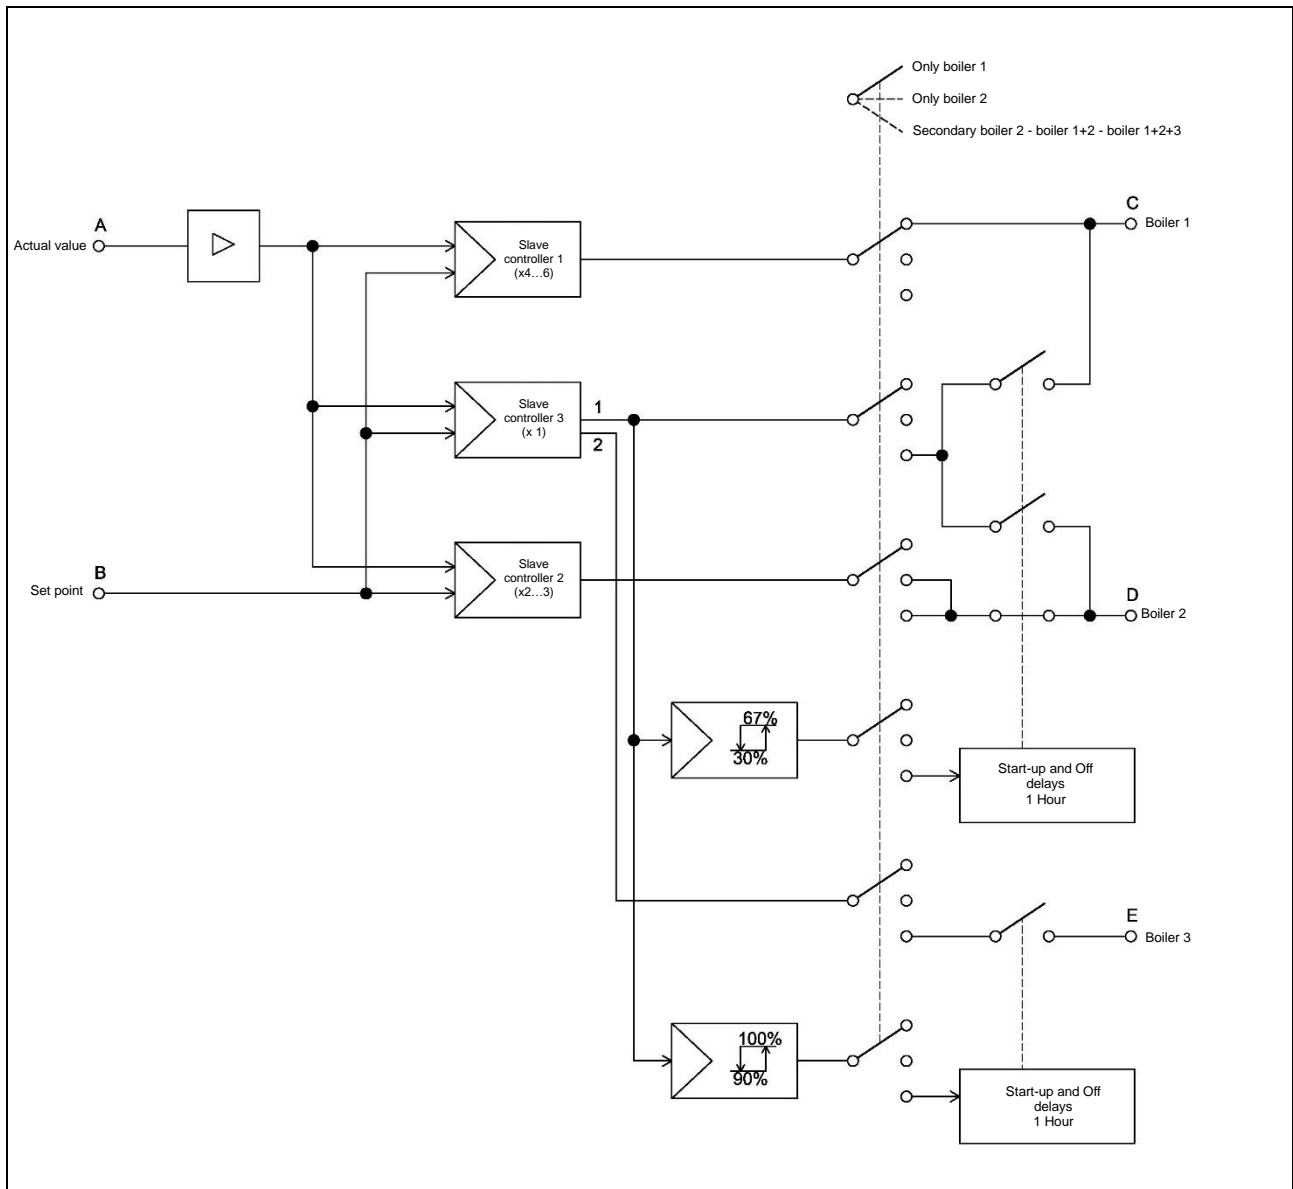 Only boiler 1
Only boiler 2
Secondary boiler 2 - boiler 1+2 - boiler 1+2+3
A
Actual value
Slave
controller 1
(x4...6)
C
Boiler 1
Slave
controller 3
(x 1)
1
2
B
Set point
Slave
controller 2
(x2...3)
D
Boiler 2
67%
30%
Start-up and Off
delays
1 Hour
E
Boiler 3
100%
90%
Start-up and Off
delays
1 Hour